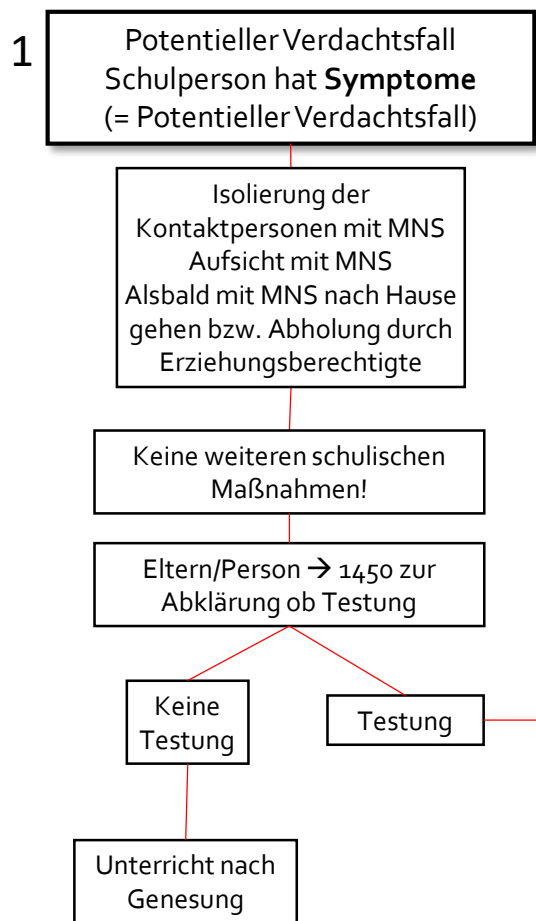 1
Potentieller Verdachtsfall
Schulperson hat Symptome
(= Potentieller Verdachtsfall)
Isolierung der
Kontaktpersonen mit MNS
Aufsicht mit MNS
Alsbald mit MNS nach Hause
gehen bzw. Abholung durch
Erziehungsberechtigte
Keine weiteren schulischen
Maßnahmen!
Eltern/Person → 1450 zur
Abklärung ob Testung
Keine
Testung
Testung
Unterricht nach
Genesung